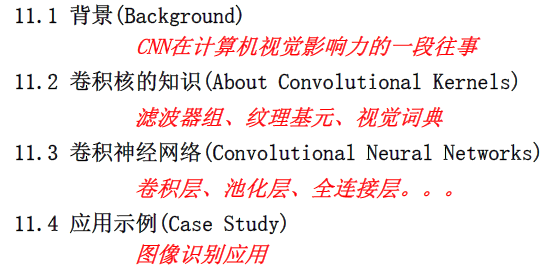 11.1 背景(Background)
CNN在计算机视觉影响力的一段往事
11.2 卷积核的知识(About Convolutional Kernels)
滤波器组、纹理基元、视觉词典
11.3 卷积神经网络(Convolutional Neural Networks)
卷积层、池化层、全连接层。。。
11.4 应用示例(Case Study)
图像识别应用